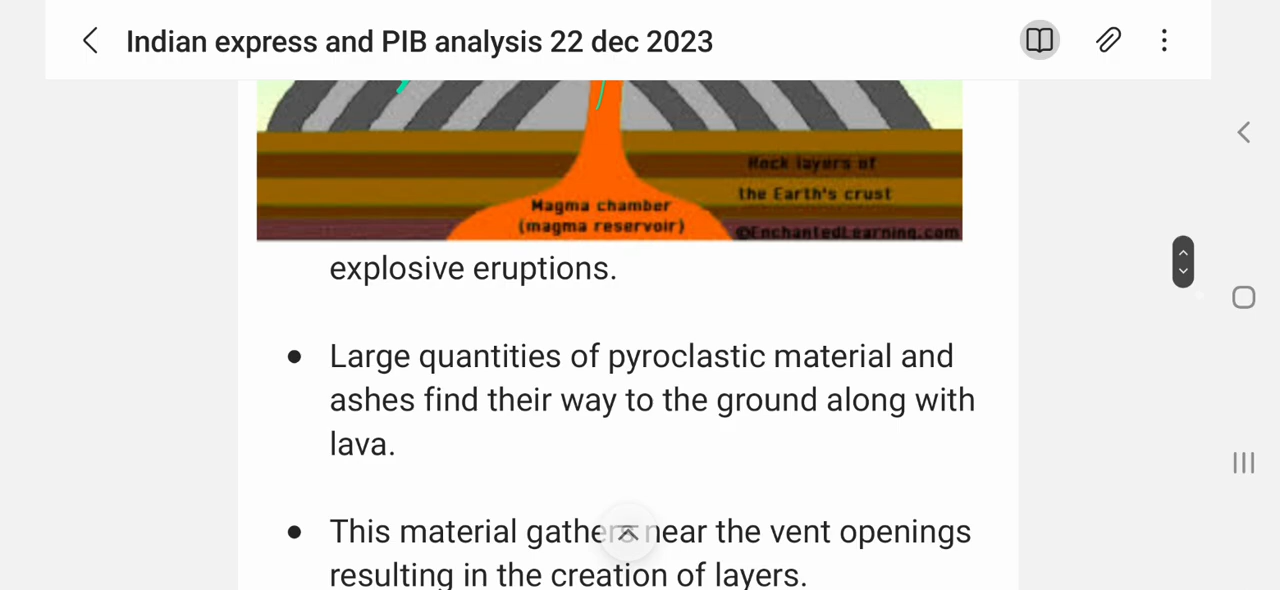 Indian express and PIB analysis 22 dec 2023
Rock layers of
the Earth's crust
Magma chamber
(magma reservoir)
©EnchantedLearning.com
explosive eruptions.
● Large quantities of pyroclastic material and
ashes find their way to the ground along with
lava.
● This material gathers near the vent openings
resulting in the creation of layers.